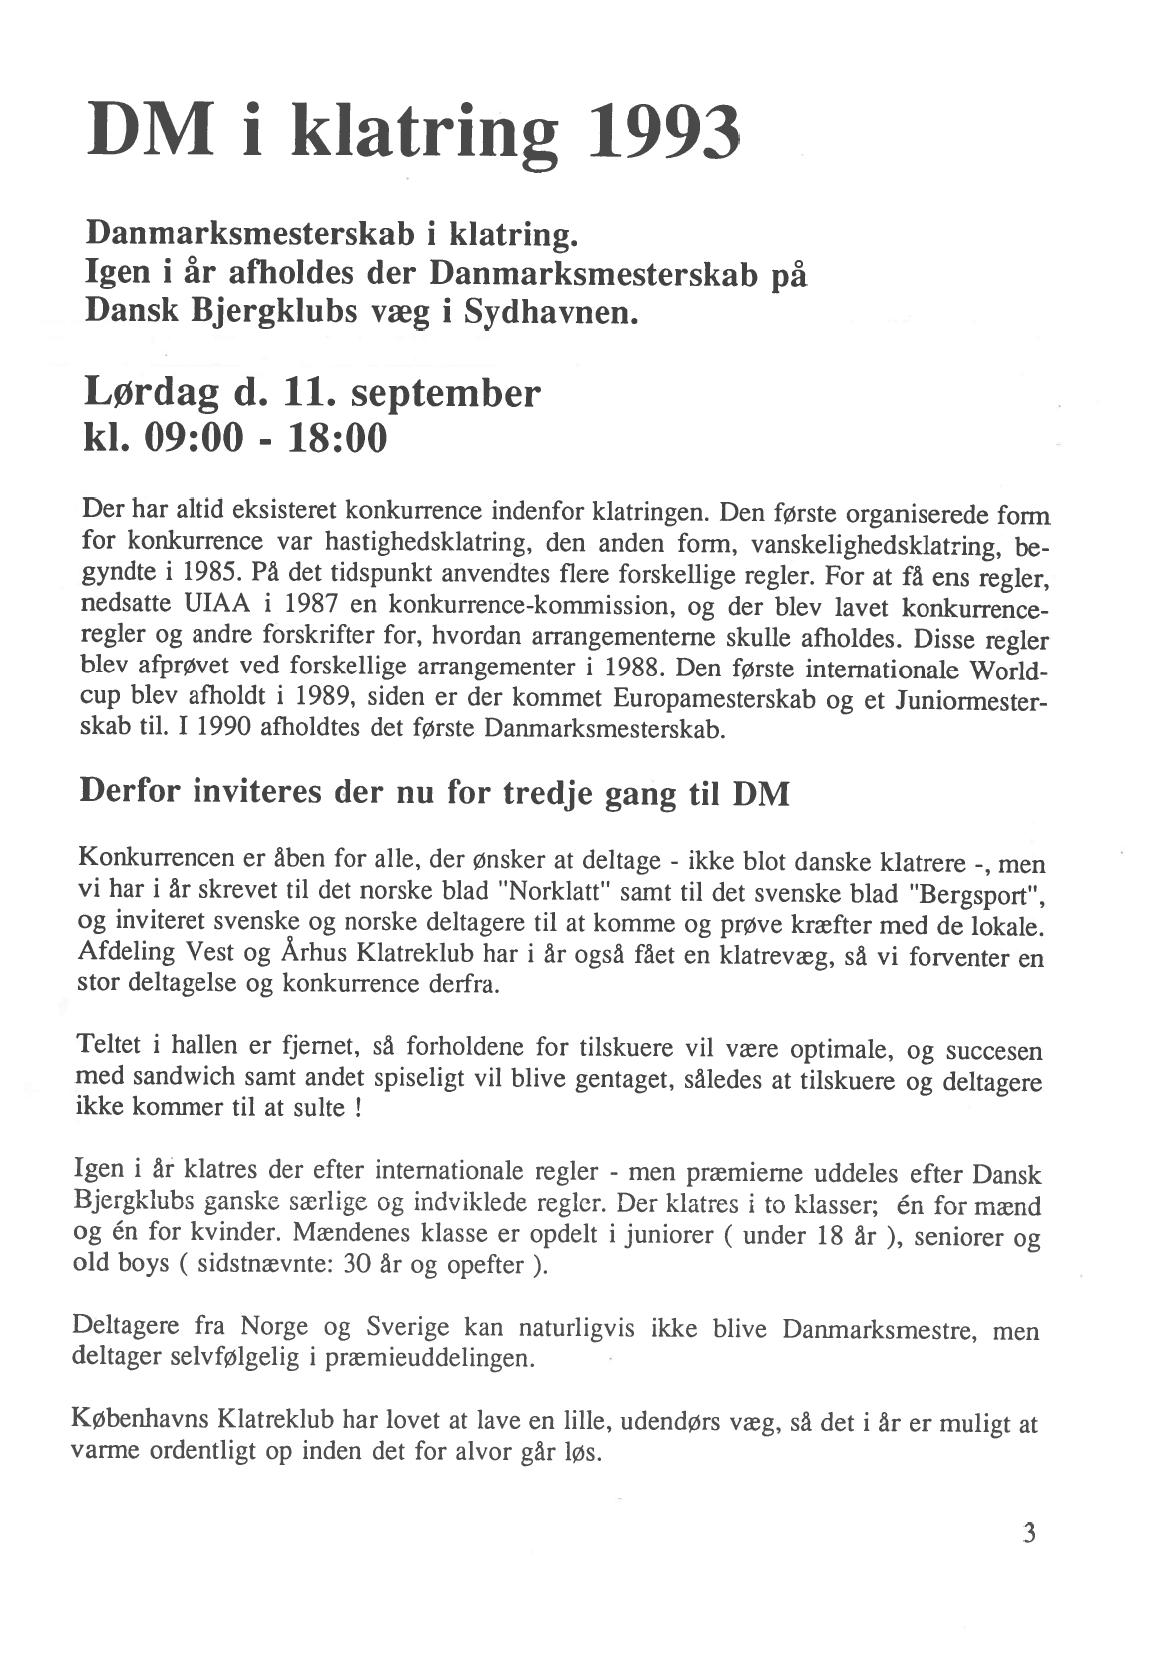 DM i klatring 1993
Danmarksmesterskab i klatring.
Igen i år afholdes der Danmarksmesterskab på
Dansk Bjergklubs væg i Sydhavnen.
Lørdag d. 11. september
kl. 09:00 - 18:00
Der har altid eksisteret konkurrence indenfor klatringen. Den første organiserede form
for konkurrence var hastighedsklatring, den anden form, vanskelighedsklatring, be-
gyndte i 1985. På det tidspunkt anvendtes flere forskellige regler. For at få ens regler,
nedsatte UIAA i 1987 en konkurrence-kommission, og der blev lavet konkurrence-
regler og andre forskrifter for, hvordan arrangementerne skulle afholdes. Disse regler
blev afprøvet ved forskellige arrangementer i 1988. Den første internationale World-
cup blev afholdt i 1989, siden er der kommet Europamesterskab og et Juniormester-
skab til. I 1990 afholdtes det første Danmarksmesterskab.
Derfor inviteres der nu for tredje gang til DM
Konkurrencen er åben for alle, der ønsker at deltage - ikke blot danske klatrere -, men
vi har i år skrevet til det norske blad "Norklatt" samt til det svenske blad "Bergsport",
og inviteret svenske og norske deltagere til at komme og prøve kræfter med de lokale.
Afdeling Vest og Århus Klatreklub har i år også fået en klatrevæg, så vi forventer en
stor deltagelse og konkurrence derfra.
Teltet i hallen er fjernet, så forholdene for tilskuere vil være optimale, og succesen
med sandwich samt andet spiseligt vil blive gentaget, således at tilskuere og deltagere
ikke kommer til at sulte !
Igen i år klatres der efter internationale regler - men præmierne uddeles efter Dansk
Bjergklubs ganske særlige og indviklede regler. Der klatres i to klasser; én for mænd
og én for kvinder. Mændenes klasse er opdelt i juniorer ( under 18 år ), seniorer og
old boys ( sidstnævnte: 30 år og opefter ).
Deltagere fra Norge og Sverige kan naturligvis ikke blive Danmarksmestre, men
deltager selvfølgelig i præmieuddelingen.
Københavns Klatreklub har lovet at lave en lille, udendørs væg, så det i år er muligt at
varme ordentligt op inden det for alvor går løs.
3